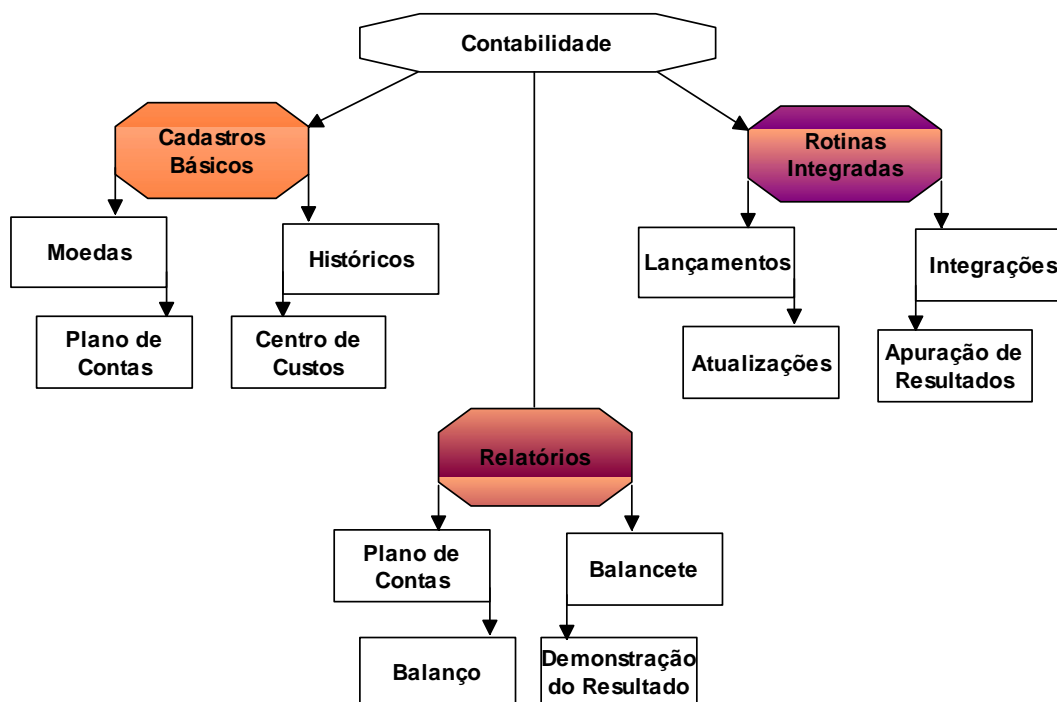 Contabilidade
Cadastros
Básicos
Rotinas
Integradas
Moedas
Históricos
Lançamentos
Integrações
Plano de
Contas
Centro de
Custos
Atualizações
Apuração de
Resultados
Relatórios
Plano de
Contas
Balancete
Balanço
Demonstração
do Resultado